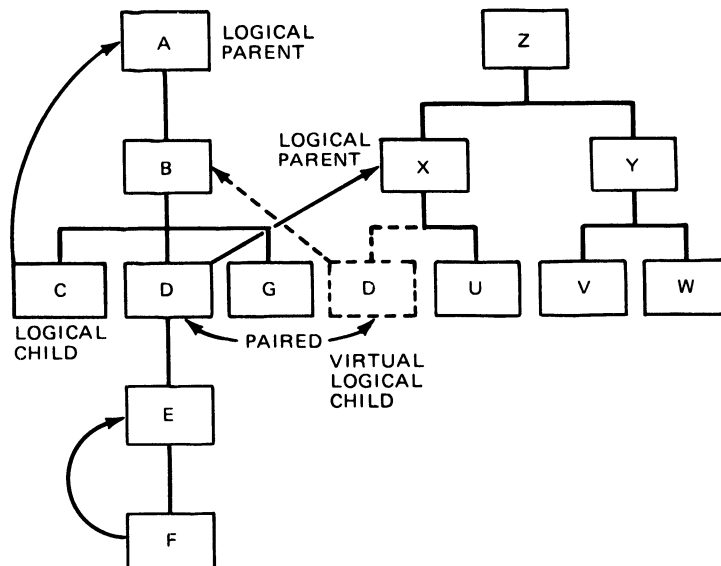 A
LOGICAL
PARENT
Z
LOGICAL
PARENT
B
X
Y
C
D
G
D
U
V
W
LOGICAL
CHILD
PAIRED
VIRTUAL
LOGICAL
CHILD
E
F